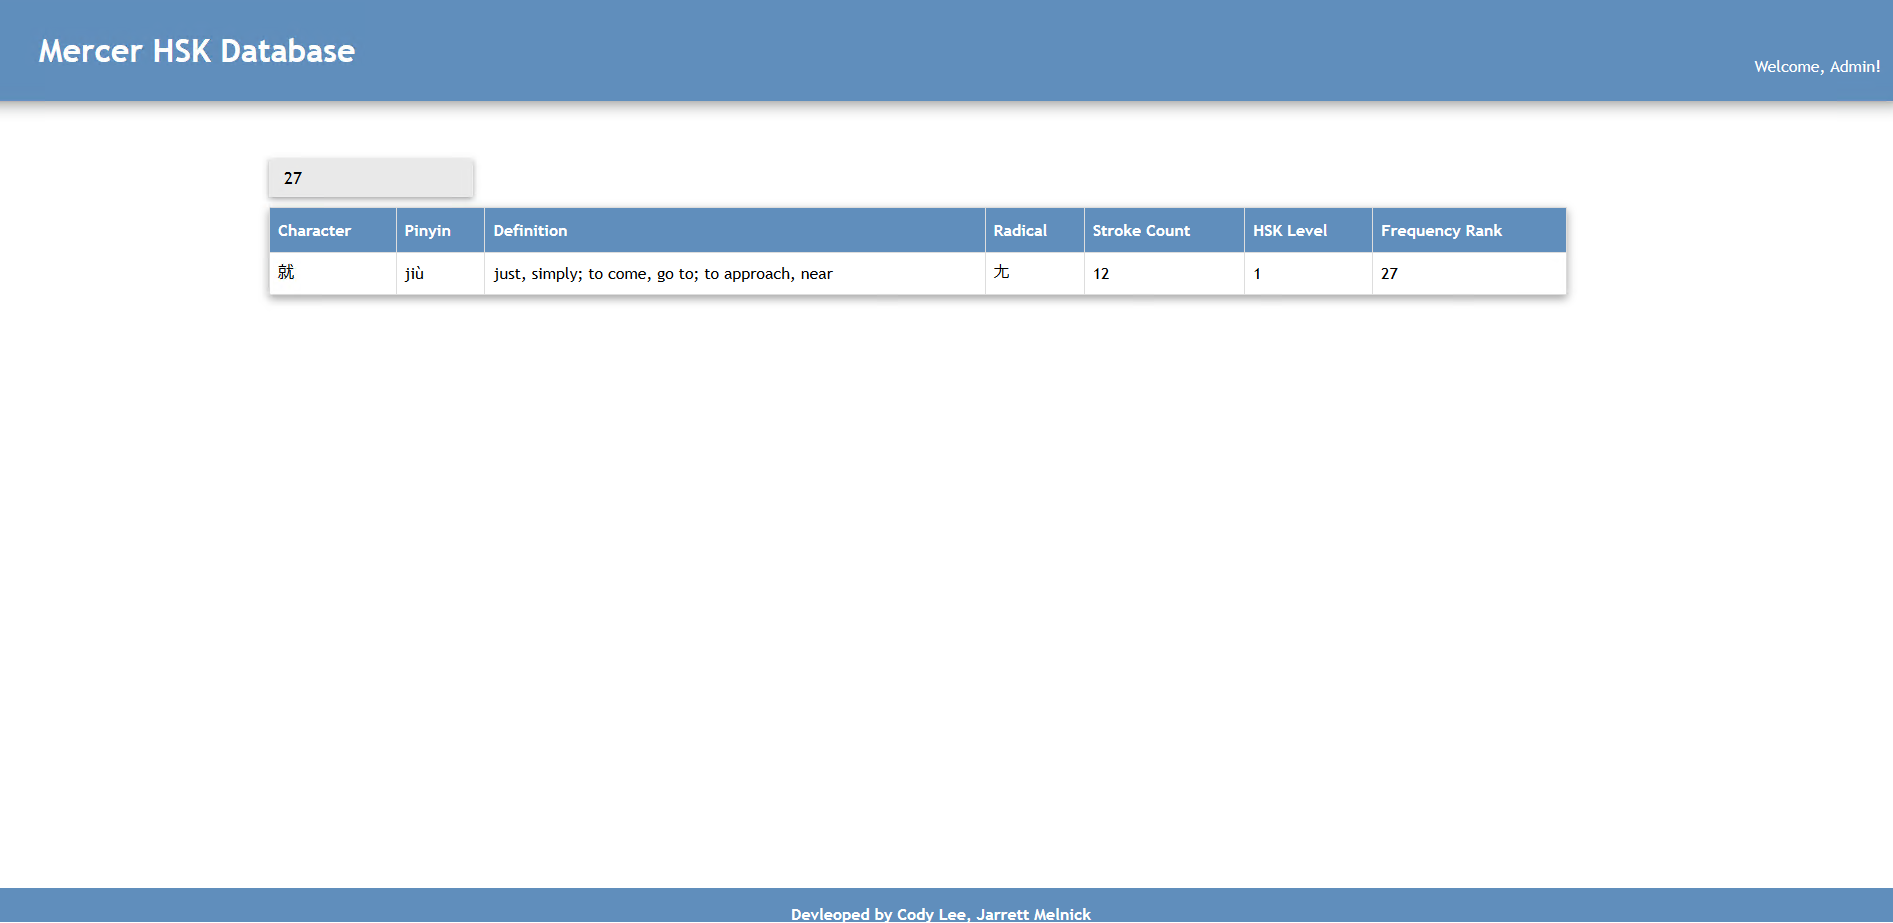 Mercer HSK Database
Welcome, Admin!
27
Character Pinyin Definition Radical Stroke Count HSK Level Frequency Rank
就 jiù just, simply; to come, go to; to approach, near 尢 12 1 27
Devleoped by Cody Lee, Jarrett Melnick